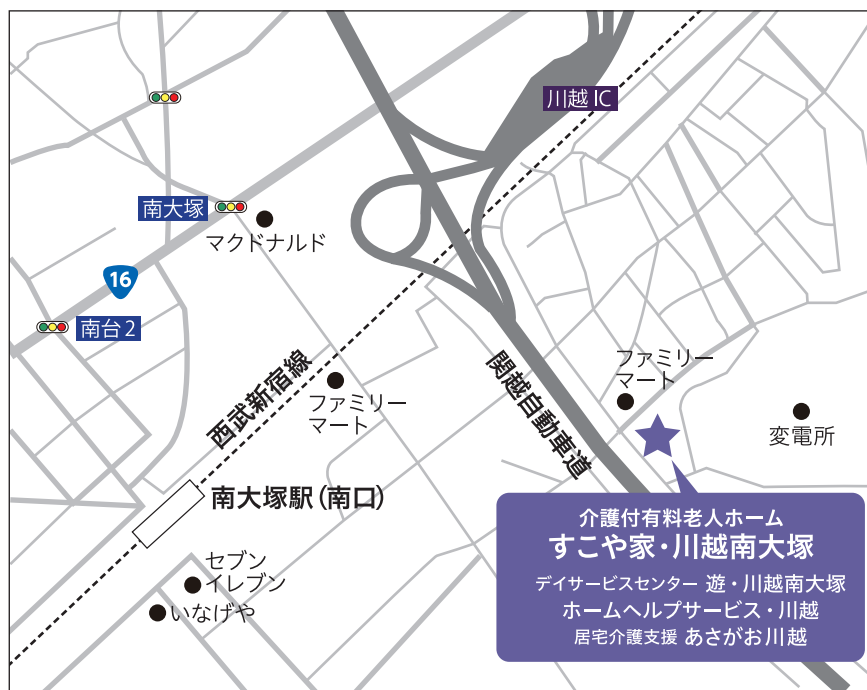 川越 IC
南大塚
マクドナルド
16
南台2
西武新宿線
ファミリー
マート
関越自動車道
ファミリー
マート
変電所
南大塚駅(南口)
セブン
イレブン
いなげや
介護付有料老人ホーム
すこや家・川越南大塚
デイサービスセンター 遊・川越南大塚
ホームヘルプサービス・川越
居宅介護支援 あさがお川越